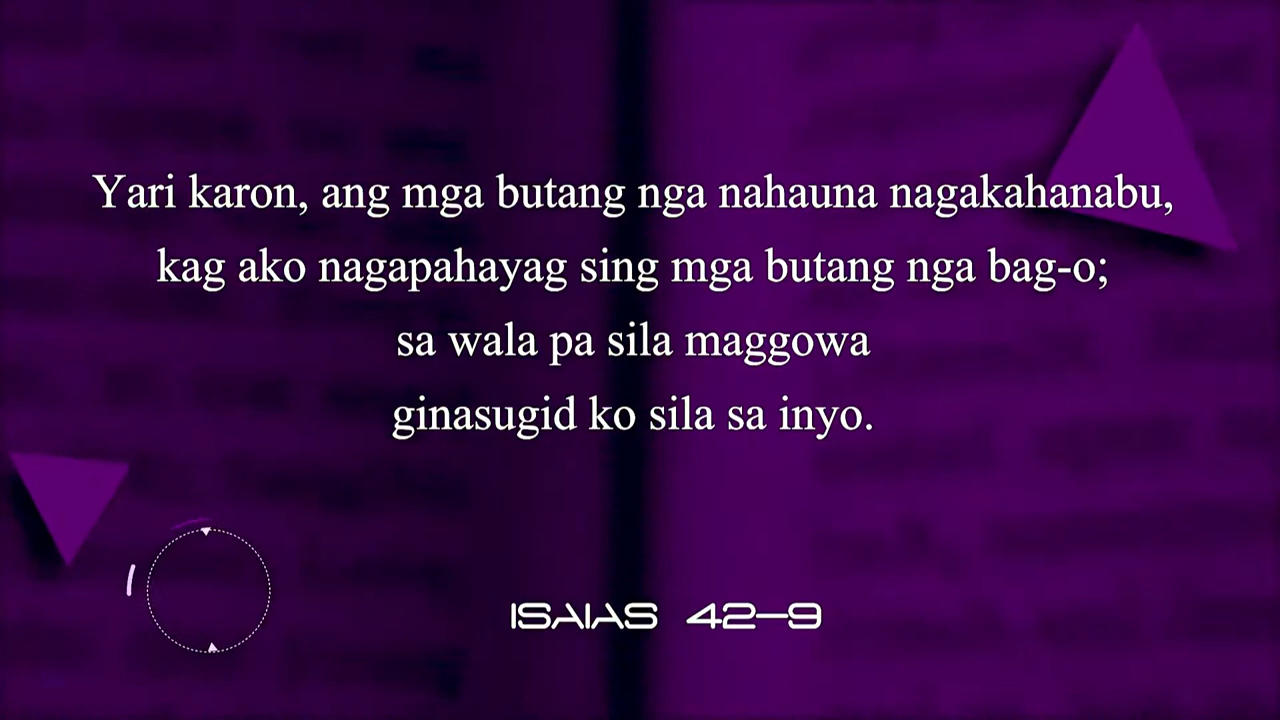 Yari karon, ang mga butang nga nahauna nagakahanabu,
kag ako nagapahayag sing mga butang nga bag-o;
sa wala pa sila maggowa
ginasugid ko sila sa inyo.
ISAIAS 42-9